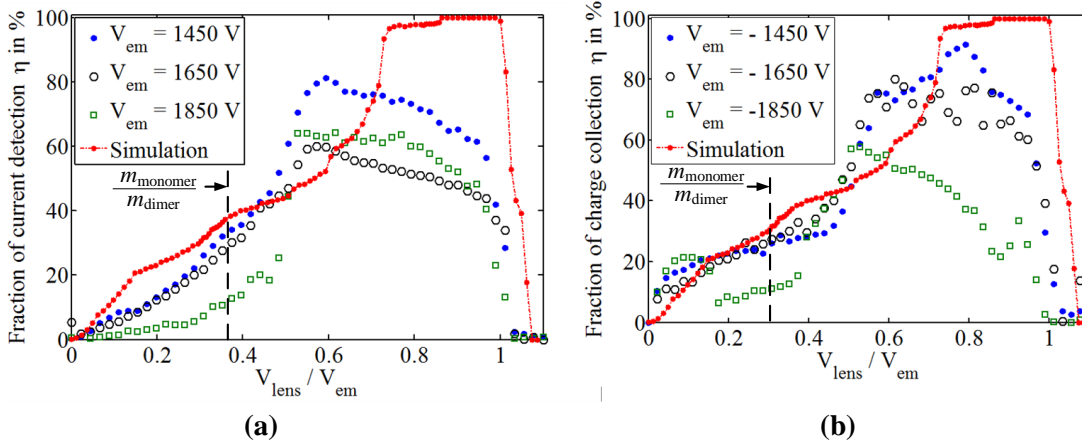 Fraction of current detection η in %
100
80
60
40
20
0
V_em = 1450 V
V_em = 1650 V
V_em = 1850 V
Simulation
m_monomer
m_dimer
0 0.2 0.4 0.6 0.8 1
V_lens / V_em
(a)
Fraction of charge collection η in %
100
80
60
40
20
0
V_em = - 1450 V
V_em = - 1650 V
V_em = -1850 V
Simulation
m_monomer
m_dimer
0 0.2 0.4 0.6 0.8 1
V_lens / V_em
(b)